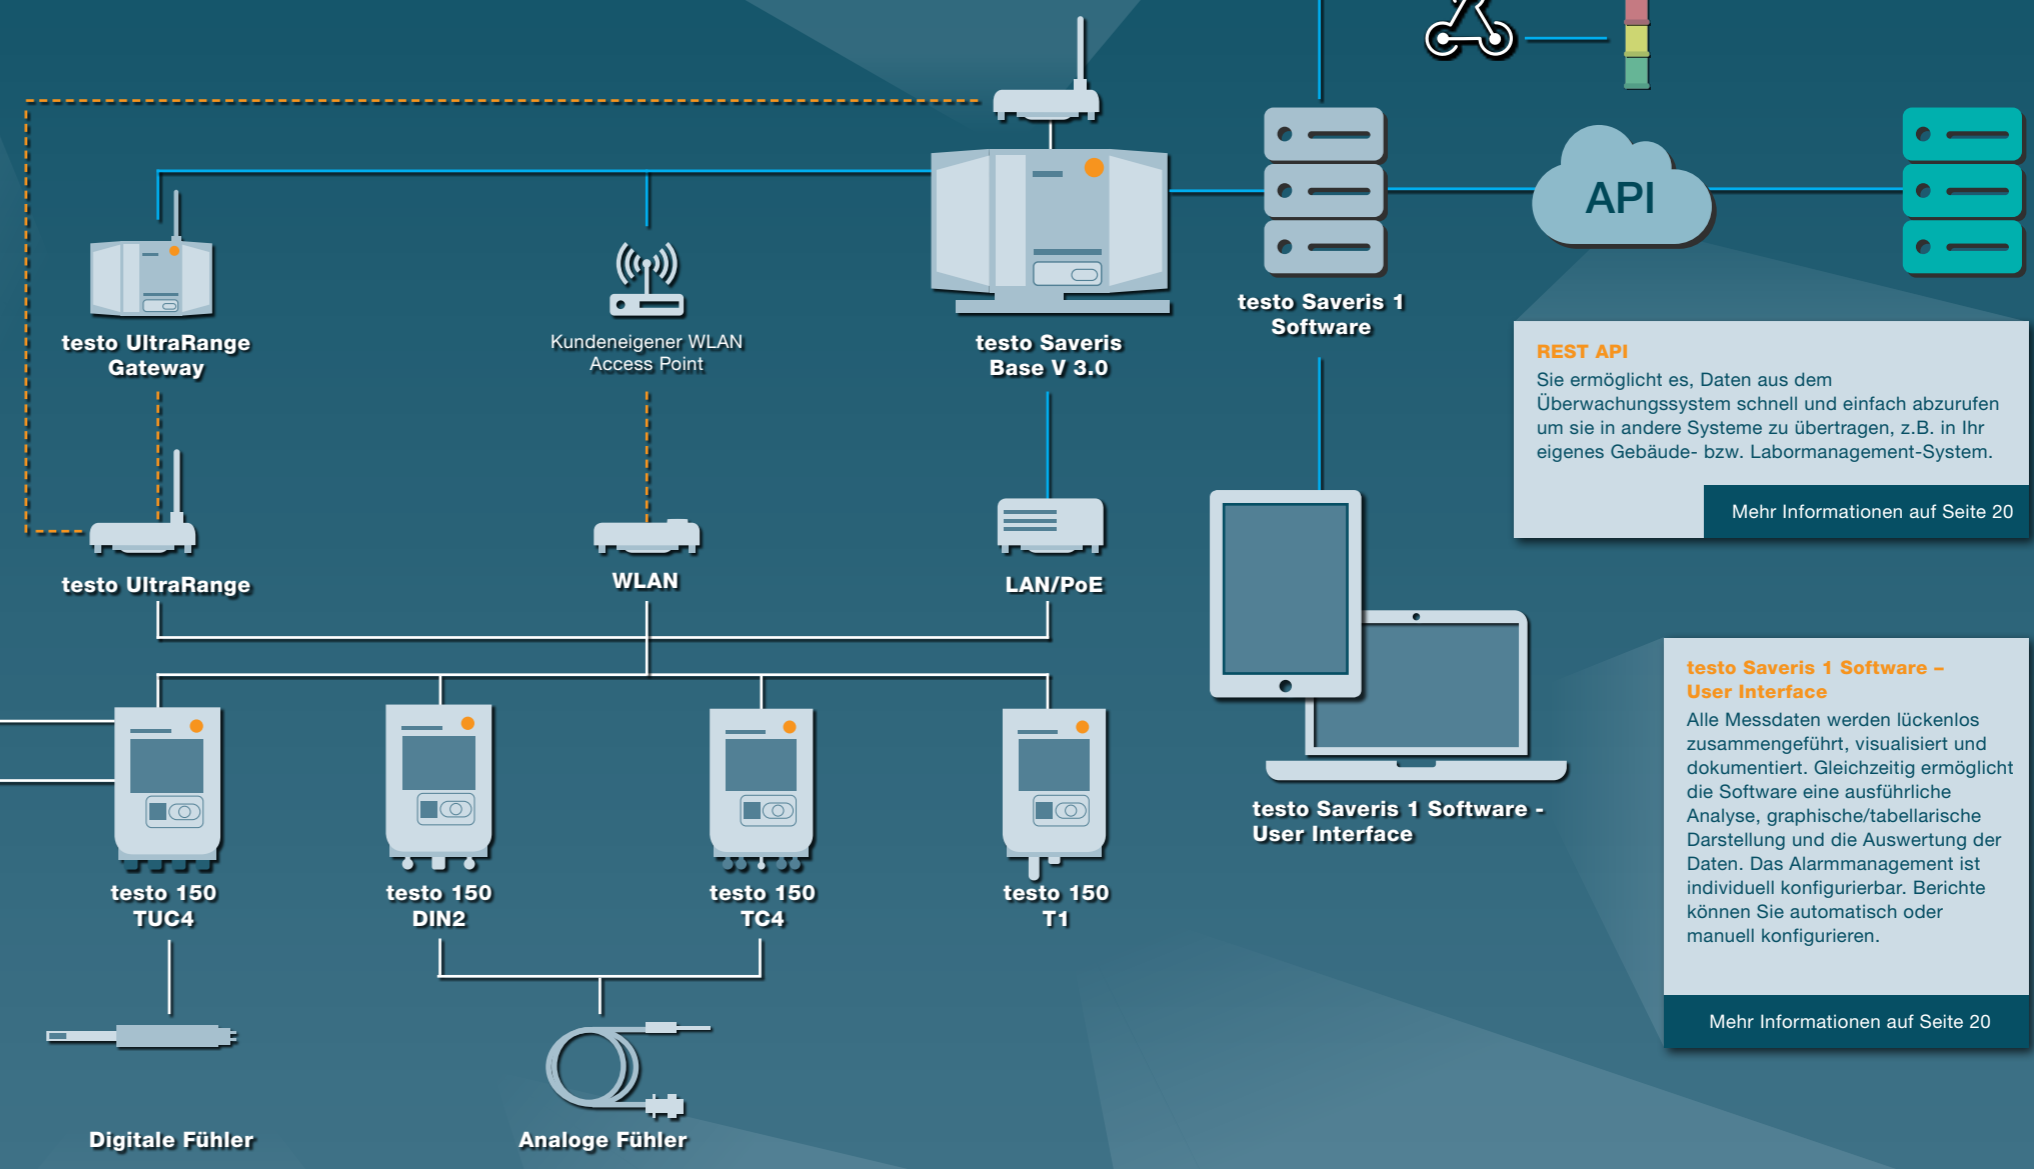 API
testo Saveris 1
Software
testo UltraRange
Gateway
Kundeneigener WLAN
Access Point
testo Saveris
Base V 3.0
REST API
Sie ermöglicht es, Daten aus dem
Überwachungssystem schnell und einfach abzurufen
um sie in andere Systeme zu übertragen, z.B. in Ihr
eigenes Gebäude- bzw. Labormanagement-System.
Mehr Informationen auf Seite 20
testo UltraRange
WLAN
LAN/PoE
testo Saveris 1 Software –
User Interface
Alle Messdaten werden lückenlos
zusammengeführt, visualisiert und
dokumentiert. Gleichzeitig ermöglicht
die Software eine ausführliche
Analyse, graphische/tabellarische
Darstellung und die Auswertung der
Daten. Das Alarmmanagement ist
individuell konfigurierbar. Berichte
können Sie automatisch oder
manuell konfigurieren.
Mehr Informationen auf Seite 20
testo Saveris 1 Software -
User Interface
testo 150
TUC4
testo 150
DIN2
testo 150
TC4
testo 150
T1
Digitale Fühler
Analoge Fühler